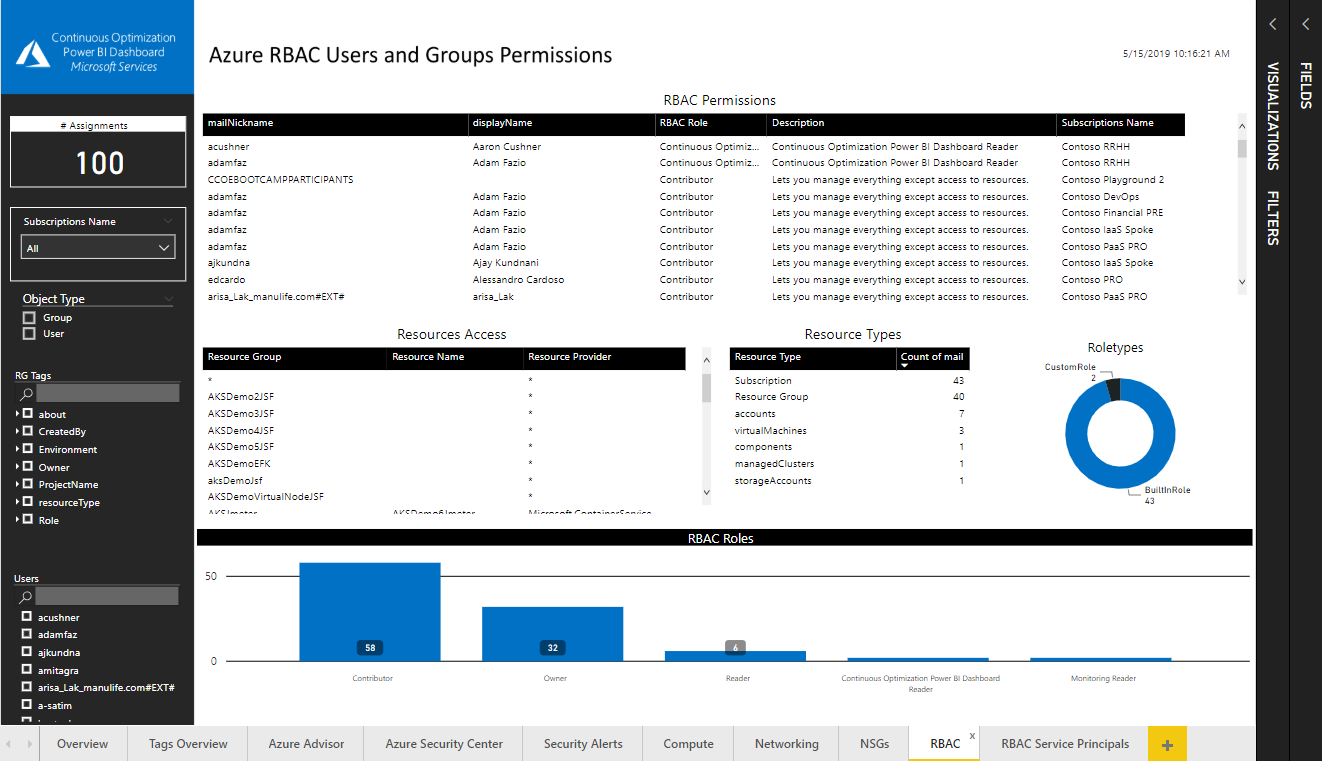 Continuous Optimization
Power BI Dashboard
Microsoft Services
Azure RBAC Users and Groups Permissions
5/15/2019 10:16:21 AM
# Assignments
100
Subscriptions Name
All
Object Type
Group
User
RG Tags
about
CreatedBy
Environment
Owner
ProjectName
resourceType
Role
Users
acushner
adamfaz
ajkundna
amitagra
arisa_Lak_manulife.com#EXT#
a-satim
RBAC Permissions
mailNickname displayName RBAC Role Description Subscriptions Name
acushner Aaron Cushner Continuous Optimiz... Continuous Optimization Power BI Dashboard Reader Contoso RRHH
adamfaz Adam Fazio Continuous Optimiz... Continuous Optimization Power BI Dashboard Reader Contoso RRHH
CCOEBOOTCAMPPARTICIPANTS Contributor Lets you manage everything except access to resources. Contoso Playground 2
adamfaz Adam Fazio Contributor Lets you manage everything except access to resources. Contoso DevOps
adamfaz Adam Fazio Contributor Lets you manage everything except access to resources. Contoso Financial PRE
adamfaz Adam Fazio Contributor Lets you manage everything except access to resources. Contoso IaaS Spoke
adamfaz Adam Fazio Contributor Lets you manage everything except access to resources. Contoso PaaS PRO
ajkundna Ajay Kundnani Contributor Lets you manage everything except access to resources. Contoso IaaS Spoke
edcardo Alessandro Cardoso Contributor Lets you manage everything except access to resources. Contoso PRO
arisa_Lak_manulife.com#EXT# arisa_Lak Contributor Lets you manage everything except access to resources. Contoso PaaS PRO
Resources Access
Resource Group Resource Name Resource Provider
* *
AKSDemo2JSF *
AKSDemo3JSF *
AKSDemo4JSF *
AKSDemo5JSF *
AKSDemoEFK *
aksDemoJsf *
AKSDemoVirtualNodeJSF *
AKSJmeter AKSDemo6Jmeter Microsoft.ContainerService
Resource Types
Resource Type Count of mail
Subscription 43
Resource Group 40
accounts 7
virtualMachines 3
components 1
managedClusters 1
storageAccounts 1
Roletypes
CustomRole
2
BuiltInRole
43
RBAC Roles
50
0
58
32
6
Contributor
Owner
Reader
Continuous Optimization Power BI Dashboard
Reader
Monitoring Reader
VISUALIZATIONS
FILTERS
FIELDS
Overview Tags Overview Azure Advisor Azure Security Center Security Alerts Compute Networking NSGs RBAC x RBAC Service Principals +